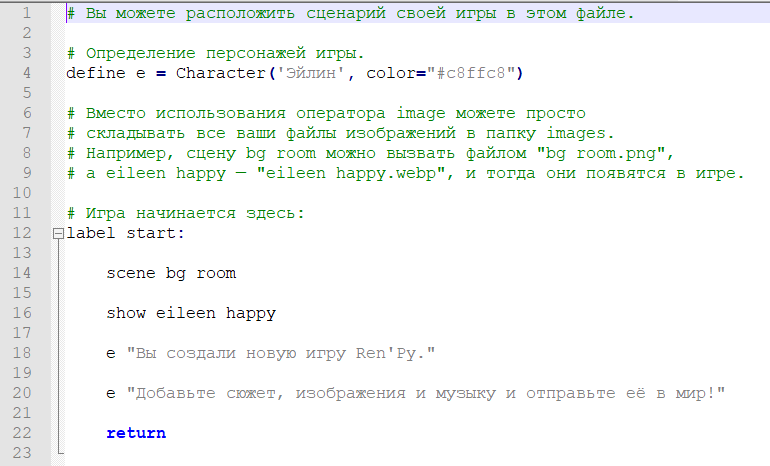 1 # Вы можете расположить сценарий своей игры в этом файле.
2
3 # Определение персонажей игры.
4 define e = Character('Эйлин', color="#c8ffc8")
5
6 # Вместо использования оператора image можете просто
7 # складывать все ваши файлы изображений в папку images.
8 # Например, сцену bg room можно вызвать файлом "bg room.png",
9 # а eileen happy — "eileen happy.webp", и тогда они появятся в игре.
10
11 # Игра начинается здесь:
12 label start:
13
14     scene bg room
15
16     show eileen happy
17
18     e "Вы создали новую игру Ren'Py."
19
20     e "Добавьте сюжет, изображения и музыку и отправьте её в мир!"
21
22     return
23